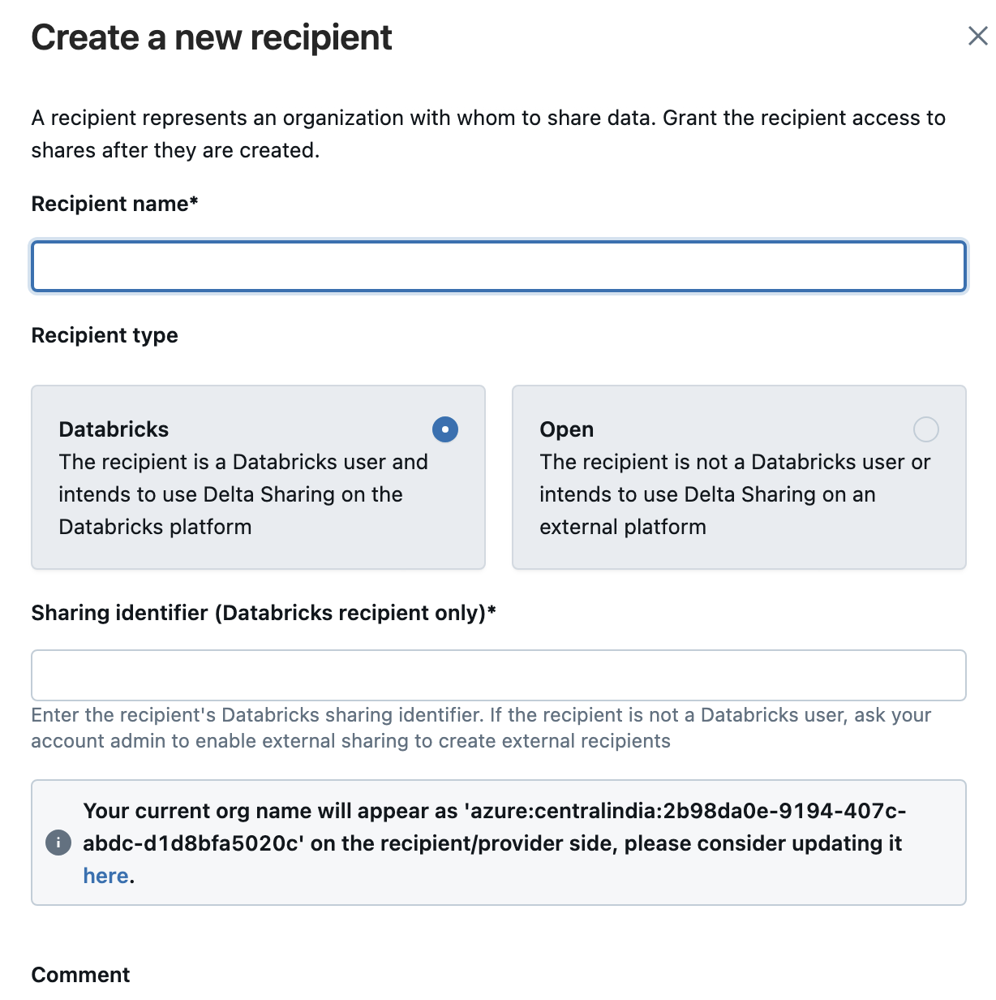 Create a new recipient
A recipient represents an organization with whom to share data. Grant the recipient access to
shares after they are created.
Recipient name*
Recipient type
Databricks
The recipient is a Databricks user and
intends to use Delta Sharing on the
Databricks platform
Open
The recipient is not a Databricks user or
intends to use Delta Sharing on an
external platform
Sharing identifier (Databricks recipient only)*
Enter the recipient's Databricks sharing identifier. If the recipient is not a Databricks user, ask your
account admin to enable external sharing to create external recipients
Your current org name will appear as 'azure:centralindia:2b98da0e-9194-407c-
abdc-d1d8bfa5020c' on the recipient/provider side, please consider updating it
here.
Comment